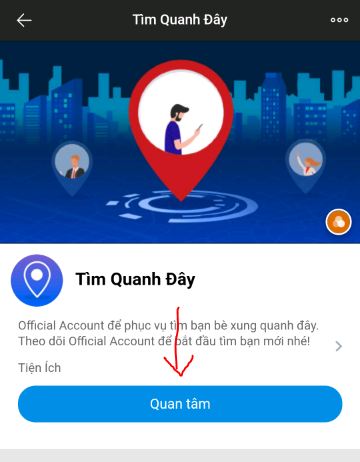 Tìm Quanh Đây
Tìm Quanh Đây
Official Account để phục vụ tìm bạn bè xung quanh đây.
Theo dõi Official Account để bắt đầu tìm bạn mới nhé!
Tiện Ích
Quan tâm